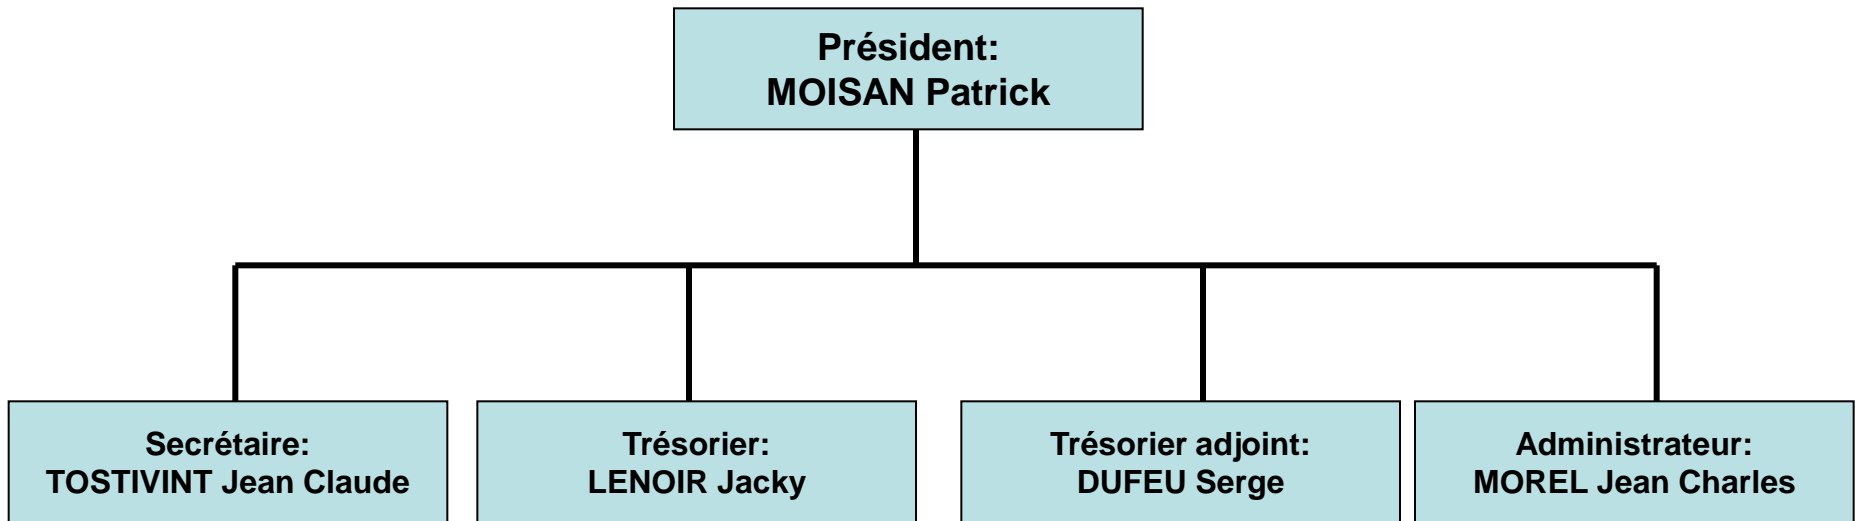 Président:
MOISAN Patrick
Secrétaire:
TOSTIVINT Jean Claude
Trésorier:
LENOIR Jacky
Trésorier adjoint:
DUFEU Serge
Administrateur:
MOREL Jean Charles